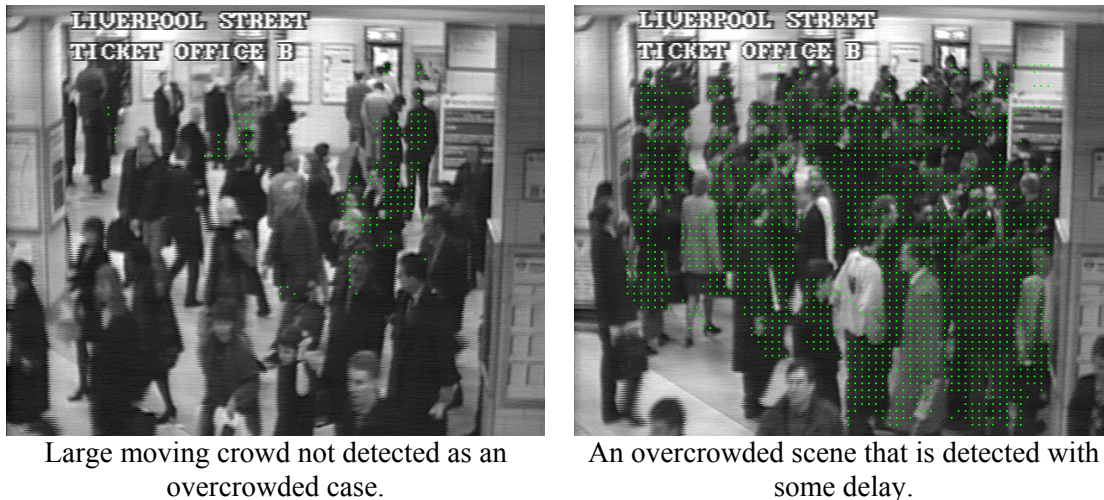 LIVERPOOL STREET
TICKET OFFICE B
LIVERPOOL STREET
TICKET OFFICE B
Large moving crowd not detected as an
overcrowded case.
An overcrowded scene that is detected with
some delay.